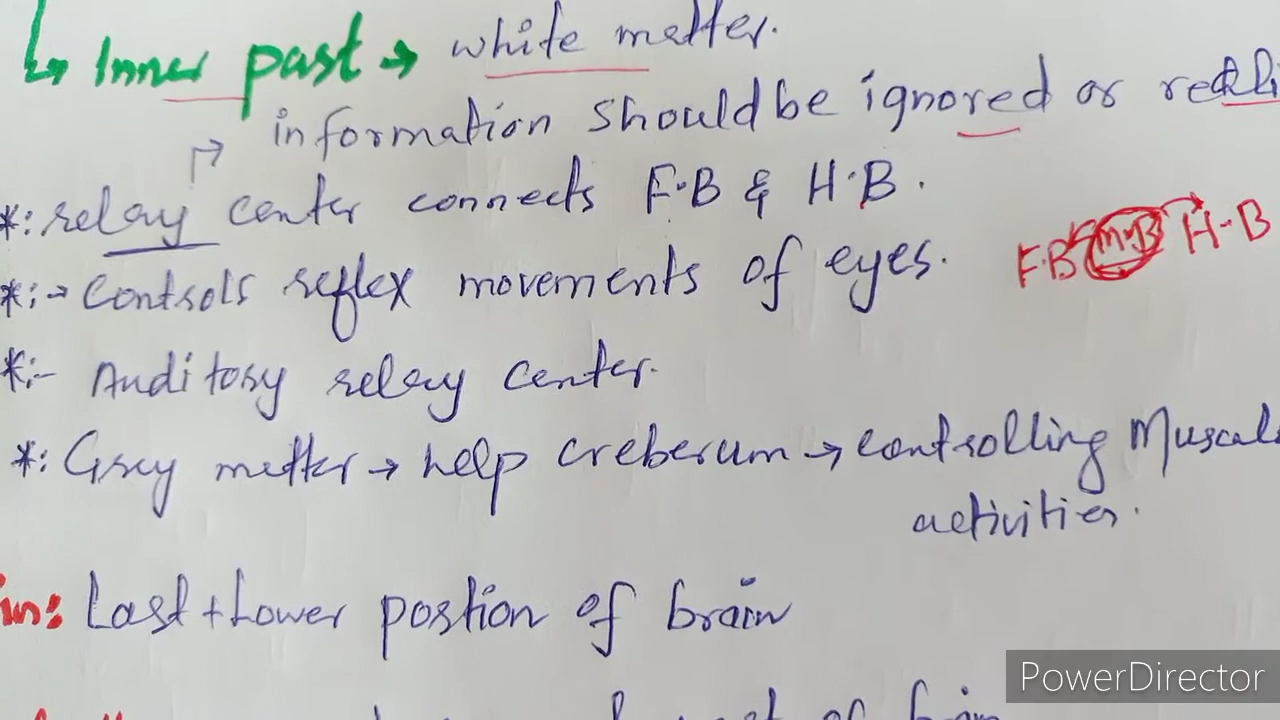 ↳ Inner part → white matter.
information should be ignored or
*: relay center connects F.B & H.B.
F.B M.B H.B
*:→ Controls reflex movements of eyes.
*:- Auditory relay center.
*: Grey matter → help creberum → controlling Muscul
activities.
in: Last + Lower portion of brain
PowerDirector